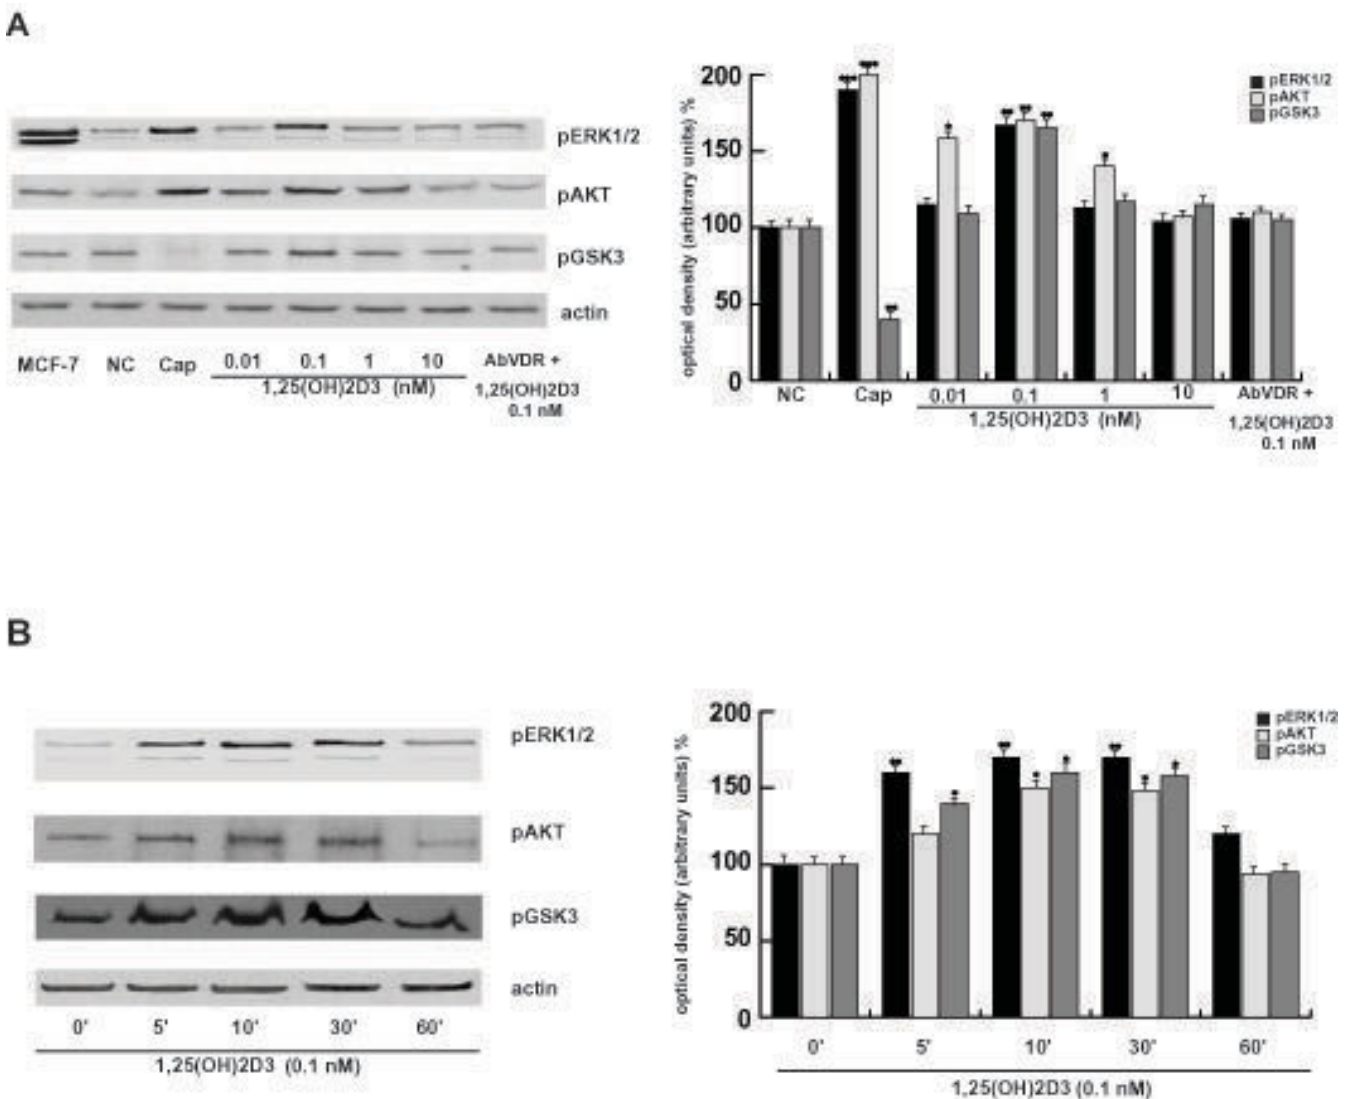 A
pERK1/2
pAKT
pGSK3
actin
MCF-7 NC Cap 0.01 0.1 1 10 AbVDR +
1,25(OH)2D3 (nM)
1,25(OH)2D3
0.1 nM
optical density (arbitrary units) %
200
150
100
50
0
pERK1/2
pAKT
pGSK3
NC Cap 0.01 0.1 1 10 AbVDR +
1,25(OH)2D3 (nM)
1,25(OH)2D3
0.1 nM
B
pERK1/2
pAKT
pGSK3
actin
0' 5' 10' 30' 60'
1,25(OH)2D3 (0.1 nM)
optical density (arbitrary units) %
200
150
100
50
0
pERK1/2
pAKT
pGSK3
0' 5' 10' 30' 60'
1,25(OH)2D3 (0.1 nM)